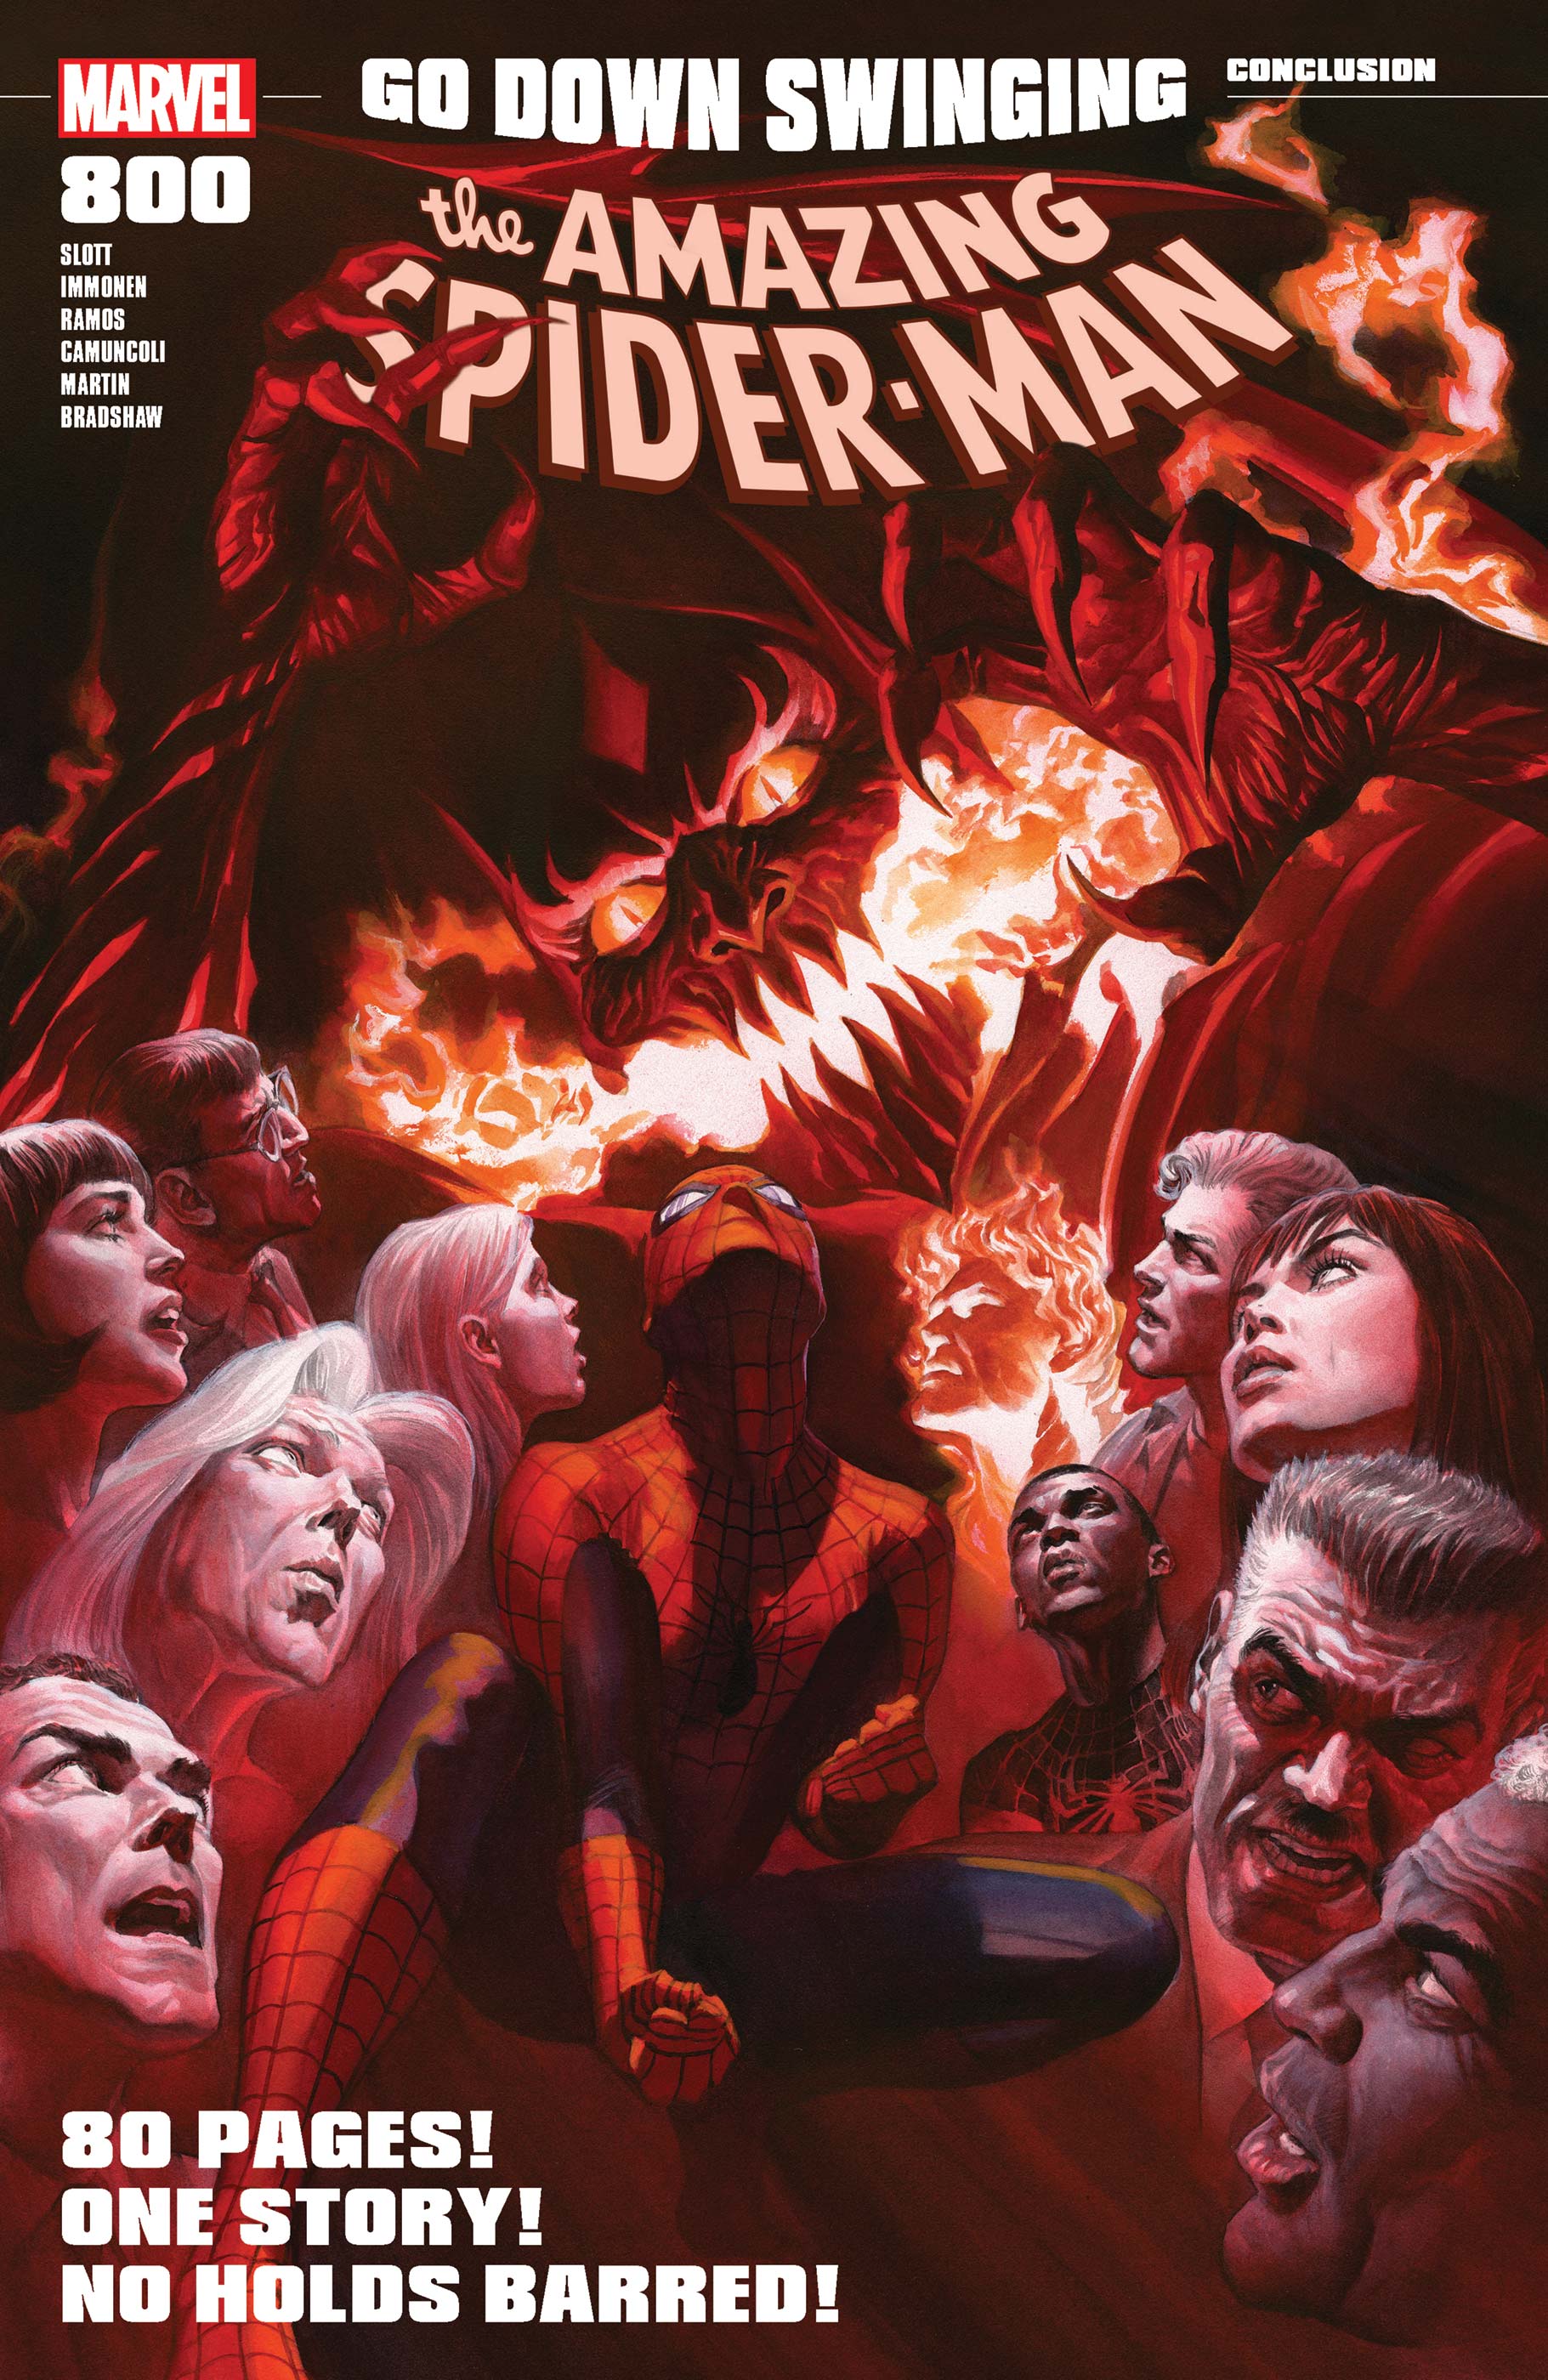 MARVEL
800
SLOTT
IMMONEN
RAMOS
CAMUNCOLI
MARTIN
BRADSHAW
GO DOWN SWINGING
CONCLUSION
the AMAZING
SPIDER-MAN
80 PAGES!
ONE STORY!
NO HOLDS BARRED!